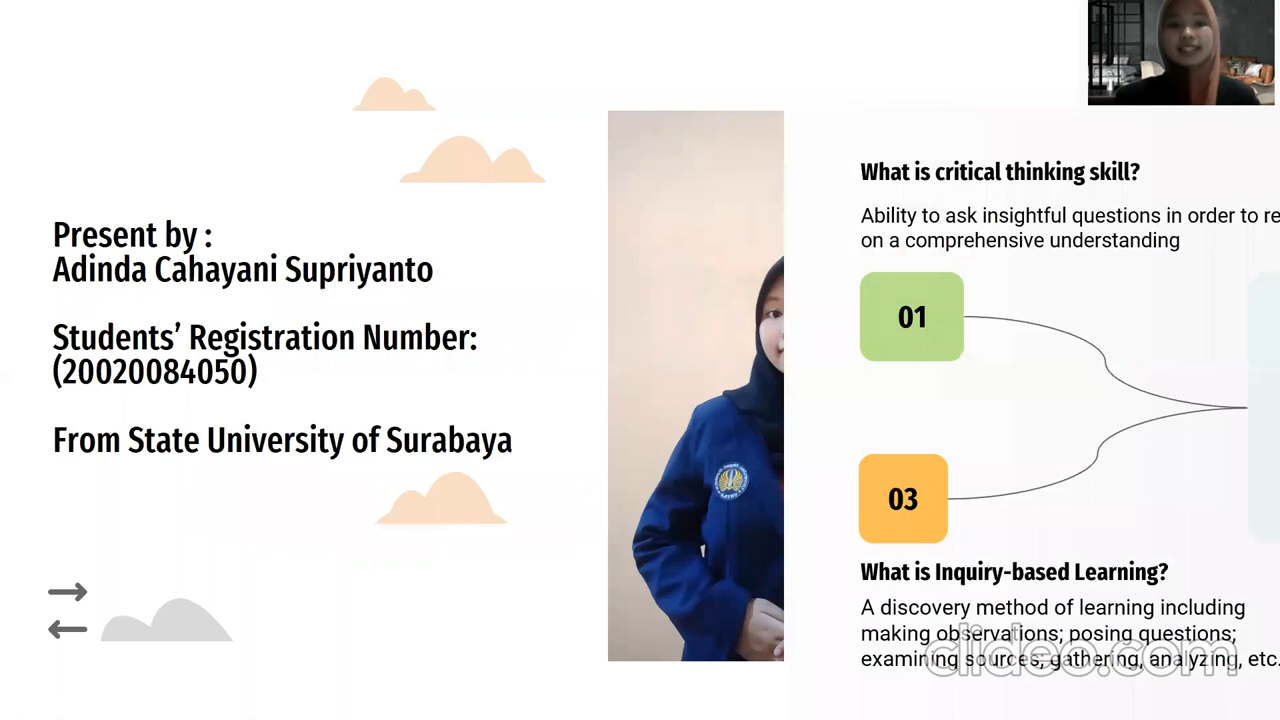 Present by :
Adinda Cahayani Supriyanto
Students’ Registration Number:
(20020084050)
From State University of Surabaya
What is critical thinking skill?
Ability to ask insightful questions in order to re
on a comprehensive understanding
01
03
What is Inquiry-based Learning?
A discovery method of learning including
making observations; posing questions;
examining sources; gathering, analyzing, etc.
clideo.com